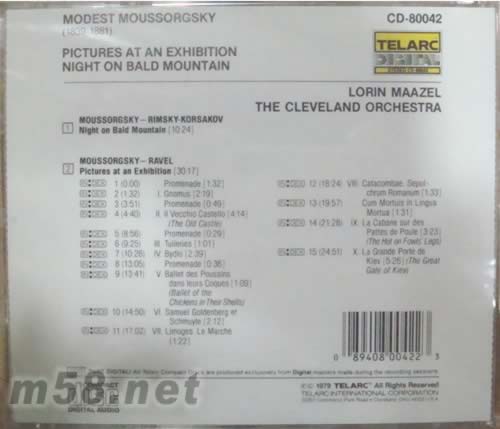 MODEST MOUSSORGSKY
(1839-1881)
PICTURES AT AN EXHIBITION
NIGHT ON BALD MOUNTAIN
CD-80042
TELARC
DIGITAL
LORIN MAAZEL
THE CLEVELAND ORCHESTRA
MOUSSORGSKY—RIMSKY-KORSAKOV
1 Night on Bald Mountain [10:24]
MOUSSORGSKY—RAVEL
2 Pictures at an Exhibition [30:17]
1 (0:00) Promenade [1:32]
2 (1:32) I. Gnomus [2:19]
3 (3:51) Promenade [0:49]
4 (4:40) II. Il Vecchio Castello [4:14]
(The Old Castle)
5 (8:56) Promenade [0:29]
6 (9:25) III. Tuileries [1:01]
7 (10:26) IV. Bydlo [2:39]
8 (13:05) Promenade [0:36]
9 (13:41) V. Ballet des Poussins
dans leurs Coques [1:09]
(Ballet of the
Chickens in Their Shells)
10 (14:50) VI. Samuel Goldenberg et
Schmuyle [2:12]
11 (17:02) VII. Limoges. Le Marche
[1:22]
12 (18:24) VIII. Catacombae. Sepul-
chrum Romanum [1:33]
13 (19:57) Cum Mortuis in Lingua
Mortua [1:31]
14 (21:28) IX. La Cabane sur des
Pattes de Poule [3:23]
(The Hut on Fowls' Legs)
15 (24:51) X. La Grande Porte de
Kiev [5:26] (The Great
Gate of Kiev)
0 89408 00422 3
DIGITAL AUDIO
© 1979 TELARC All Rights Reserved
TELARC INTERNATIONAL CORPORATION
m58.net